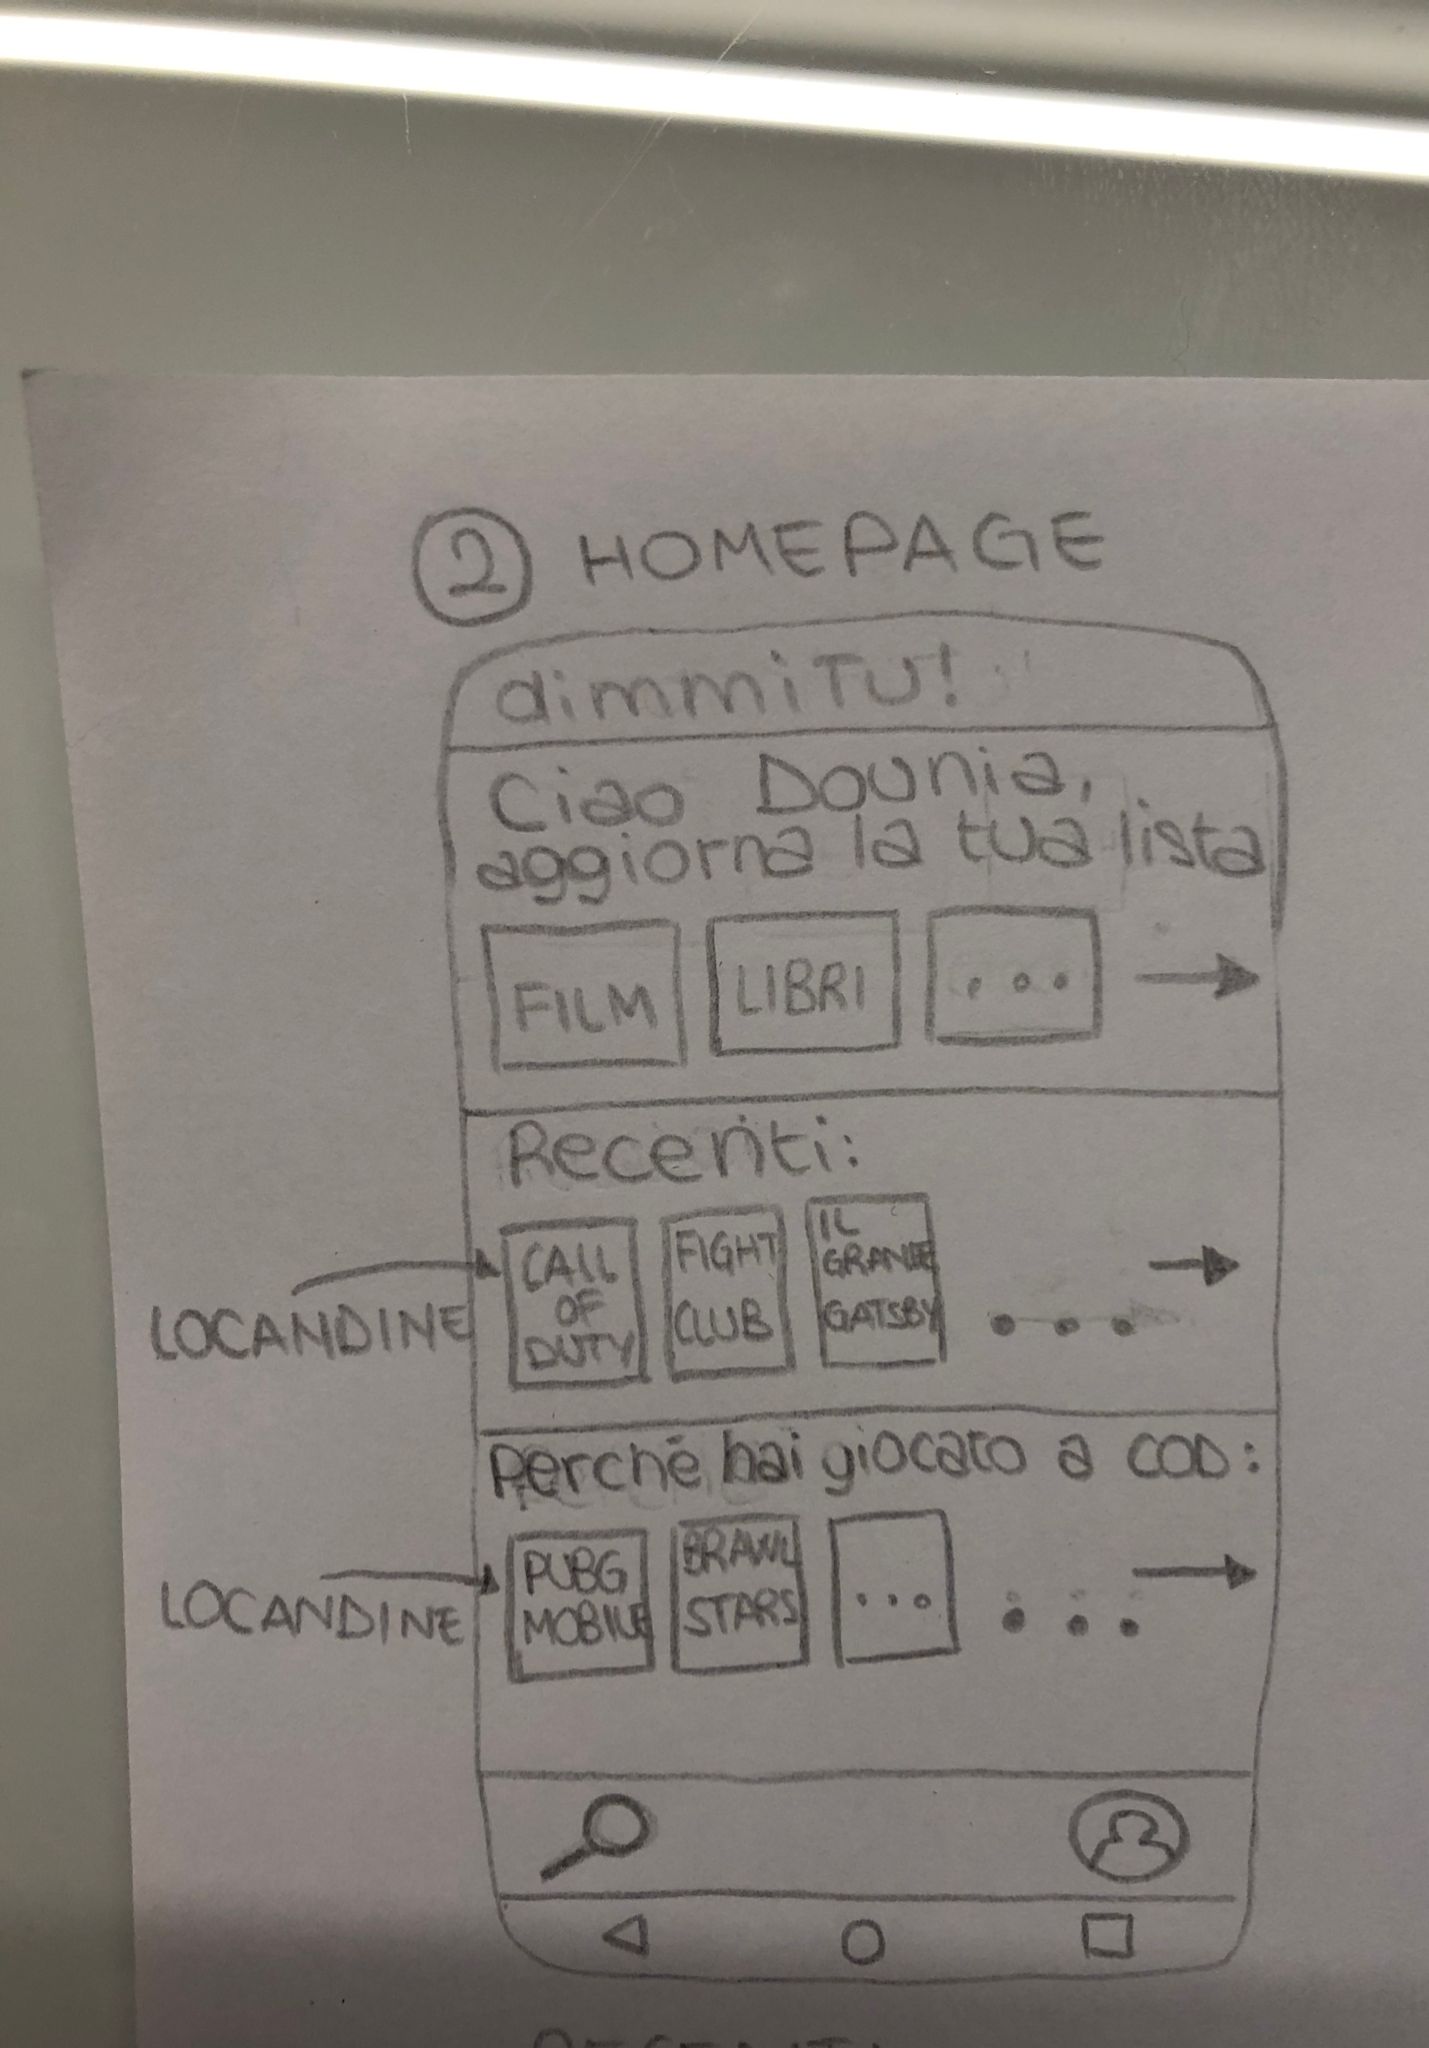 2 HOMEPAGE
dimmiTU!
Ciao Dounia,
aggiorna la tua lista
FILM
LIBRI
...
Recenti:
LOCANDINE
CALL
OF
DUTY
FIGHT
CLUB
IL
GRANDE
GATSBY
...
Perché hai giocato a COD:
LOCANDINE
PUBG
MOBILE
BRAWL
STARS
...
...